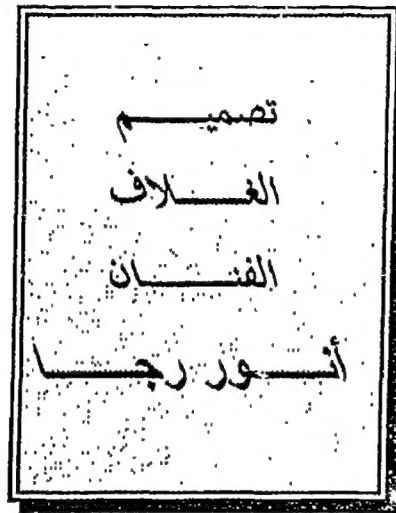 تصميم
الغلاف
الفنان
أنور رجا